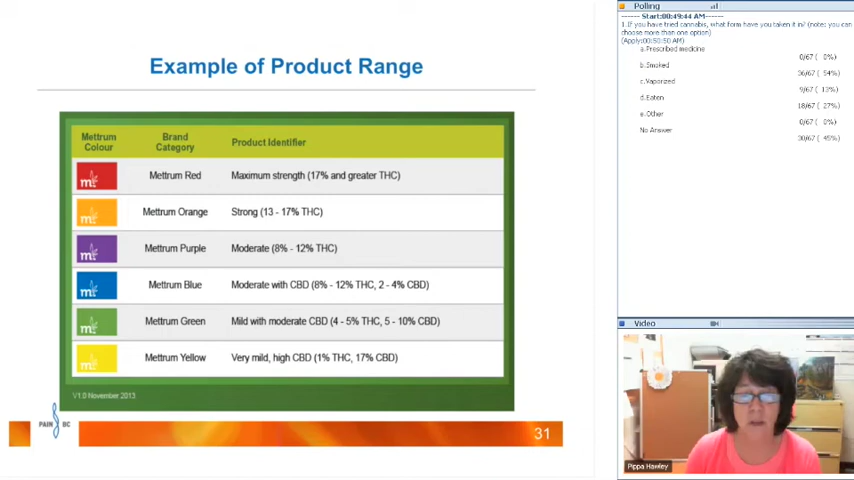 Example of Product Range
Mettrum Colour
Brand Category
Product Identifier
m
Mettrum Red
Maximum strength (17% and greater THC)
m
Mettrum Orange
Strong (13 - 17% THC)
m
Mettrum Purple
Moderate (8% - 12% THC)
m
Mettrum Blue
Moderate with CBD (8% - 12% THC, 2 - 4% CBD)
m
Mettrum Green
Mild with moderate CBD (4 - 5% THC, 5 - 10% CBD)
m
Mettrum Yellow
Very mild, high CBD (1% THC, 17% CBD)
V1.0 November 2013
PAIN BC
31
Polling
------ Start:00:49:44 AM------
1.If you have tried cannabis, what form have you taken it in? (note: you can
choose more than one option)
(Apply:00:50:50 AM)
a.Prescribed medicine
0/67 ( 0%)
b.Smoked
36/67 ( 54%)
c.Vaporized
9/67 ( 13%)
d.Eaten
18/67 ( 27%)
e.Other
0/67 ( 0%)
No Answer
30/67 ( 45%)
Video
Pippa Hawley